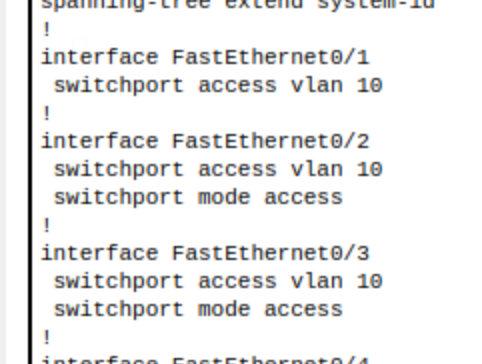 spanning-tree extend system-id
!
interface FastEthernet0/1
 switchport access vlan 10
!
interface FastEthernet0/2
 switchport access vlan 10
 switchport mode access
!
interface FastEthernet0/3
 switchport access vlan 10
 switchport mode access
!
interface FastEthernet0/4